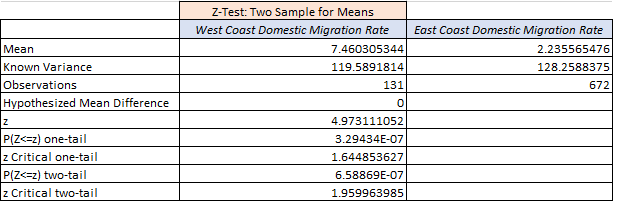 Z-Test: Two Sample for Means
West Coast Domestic Migration Rate East Coast Domestic Migration Rate
Mean 7.460305344 2.235565476
Known Variance 119.5891814 128.2588375
Observations 131 672
Hypothesized Mean Difference 0
z 4.973111052
P(Z<=z) one-tail 3.29434E-07
z Critical one-tail 1.644853627
P(Z<=z) two-tail 6.58869E-07
z Critical two-tail 1.959963985